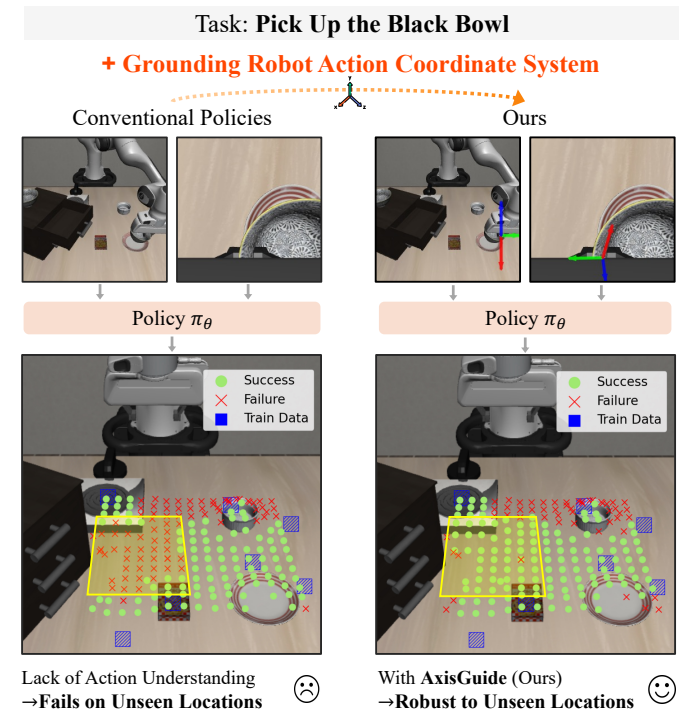 Task: Pick Up the Black Bowl
+ Grounding Robot Action Coordinate System
Y
X
Z
Conventional Policies
Ours
Policy πθ
Policy πθ
Success
Failure
Train Data
Success
Failure
Train Data
Lack of Action Understanding
→Fails on Unseen Locations
With AxisGuide (Ours)
→Robust to Unseen Locations